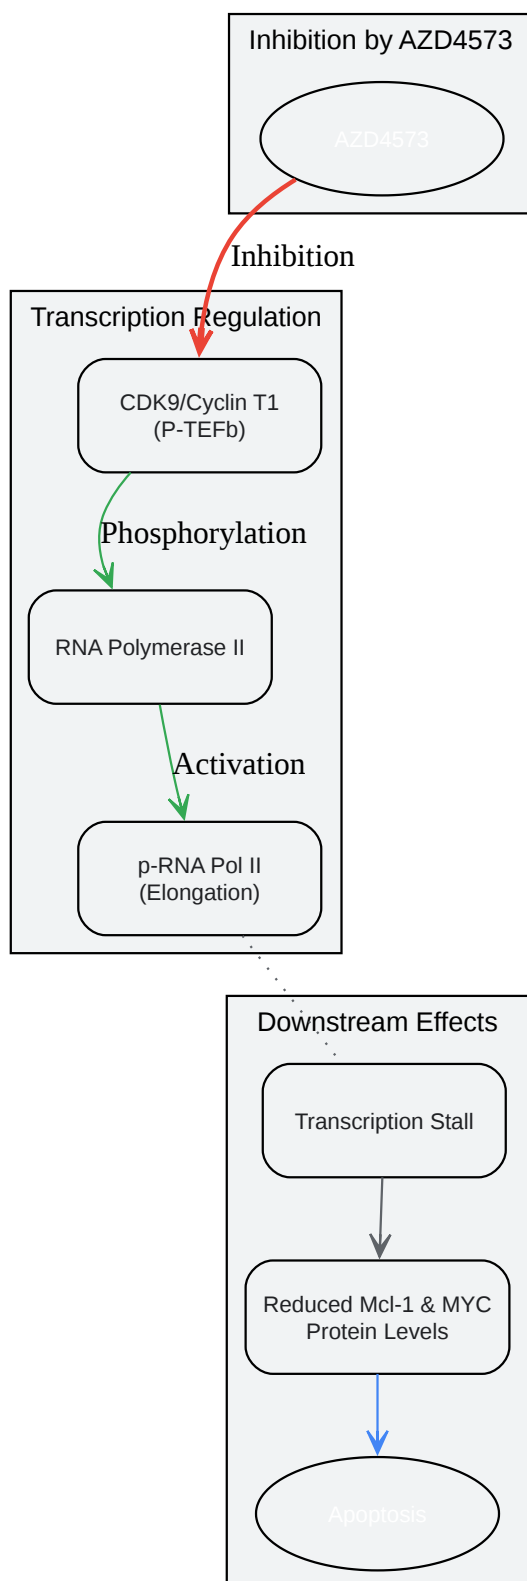 Inhibition by AZD4573
AZD4573
Inhibition
Transcription Regulation
CDK9/Cyclin T1
(P-TEFb)
Phosphorylation
RNA Polymerase II
Activation
p-RNA Pol II
(Elongation)
Downstream Effects
Transcription Stall
Reduced Mcl-1 & MYC
Protein Levels
Apoptosis